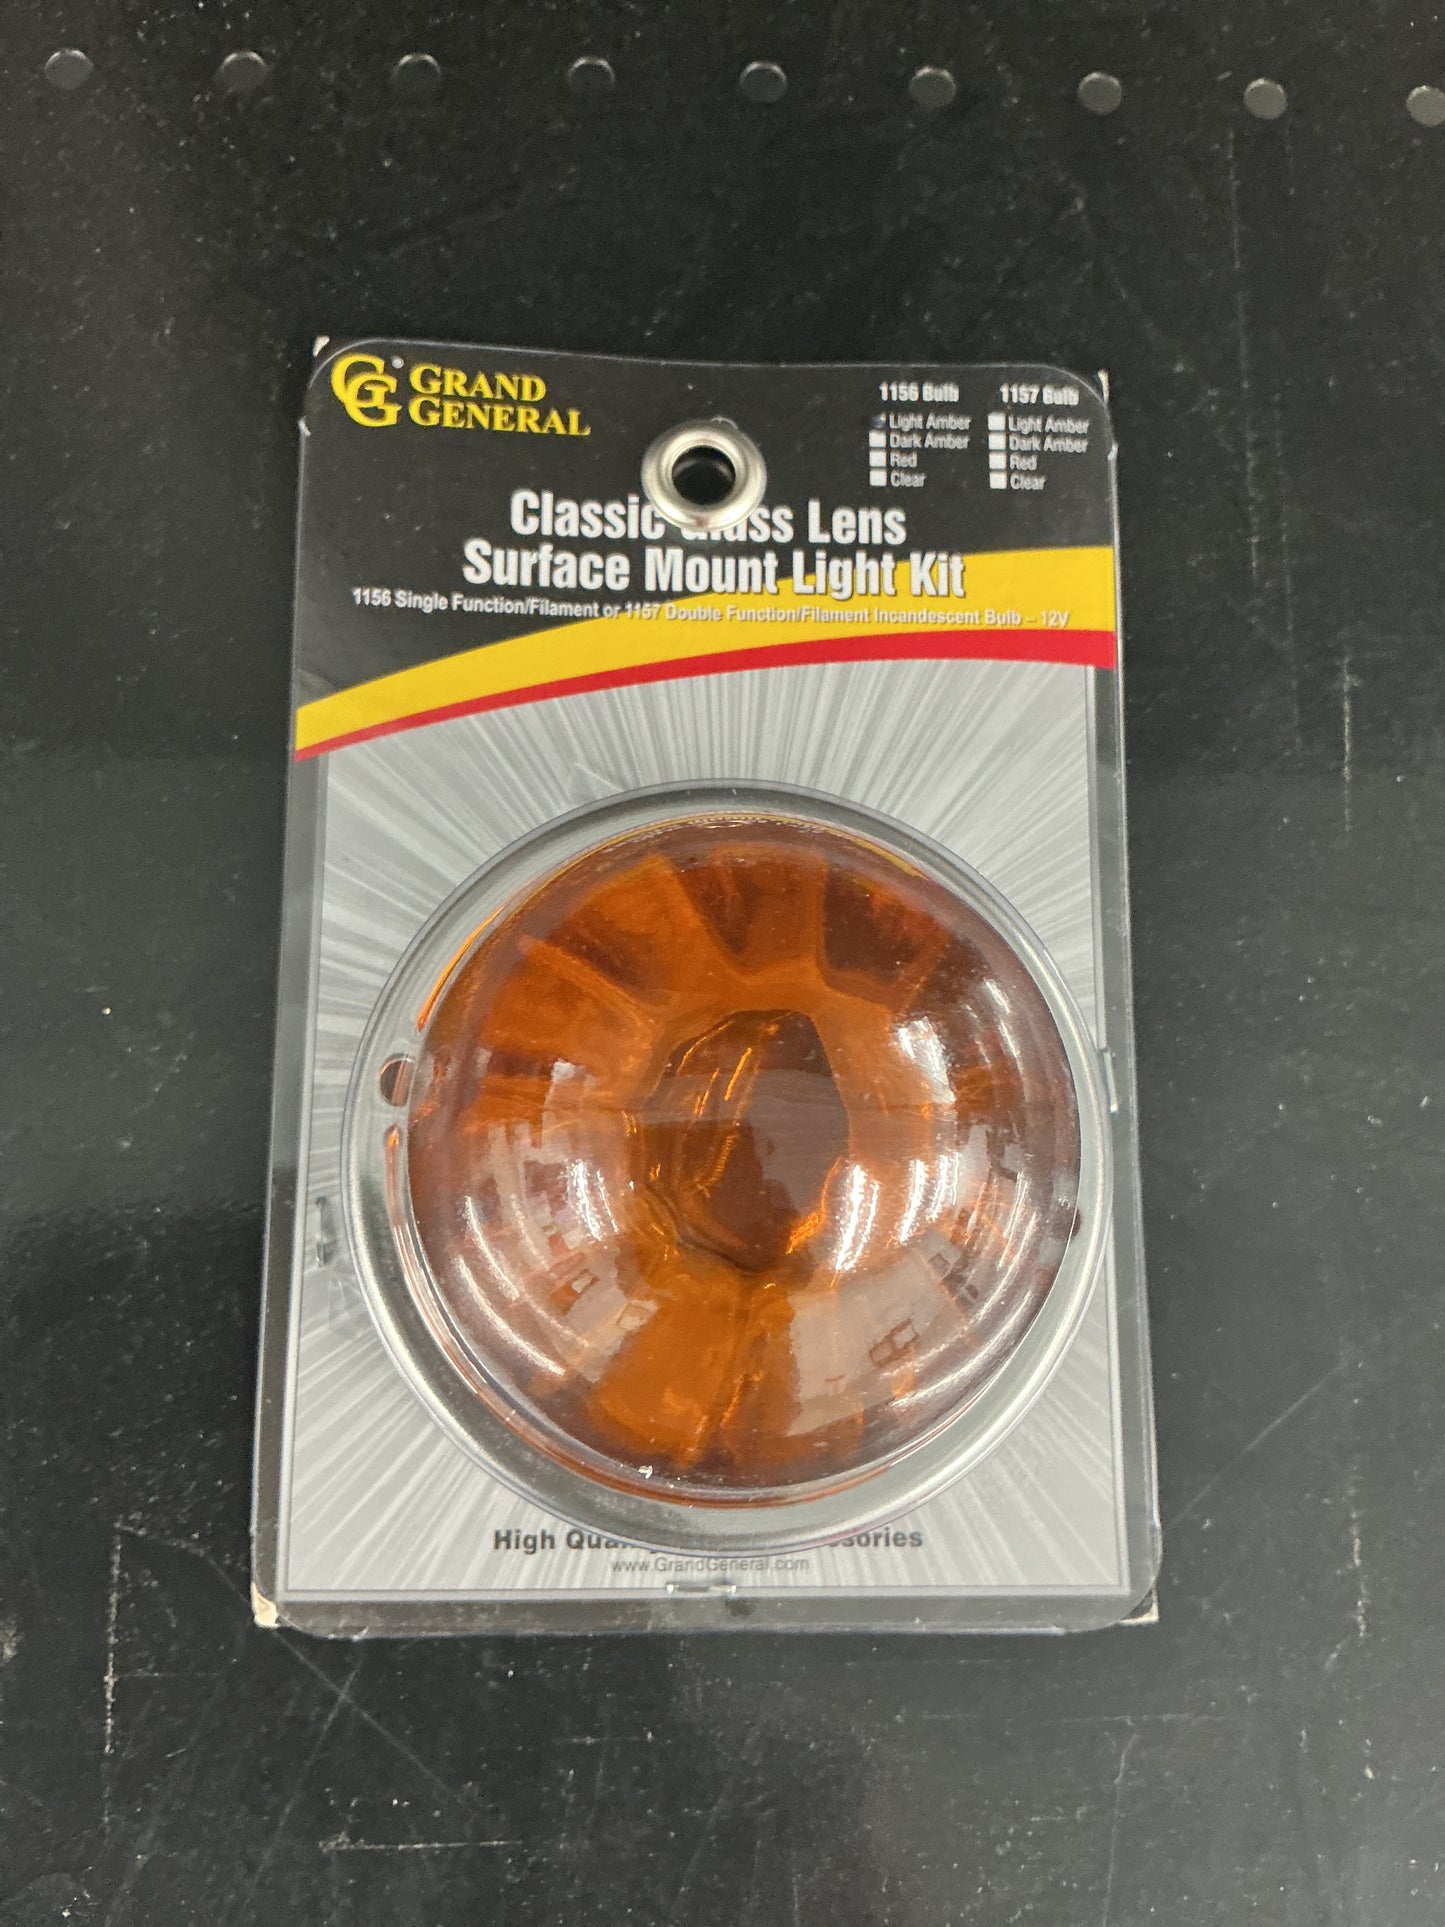 GG® GRAND
GENERAL
1156 Bulb
Light Amber
Dark Amber
Red
Clear
1157 Bulb
Light Amber
Dark Amber
Red
Clear
Classic Lens
Surface Mount Light Kit
1156 Single Function/Filament or 1157 Double Function/Filament Incandescent Bulb – 12V
High
www.GrandGeneral.com